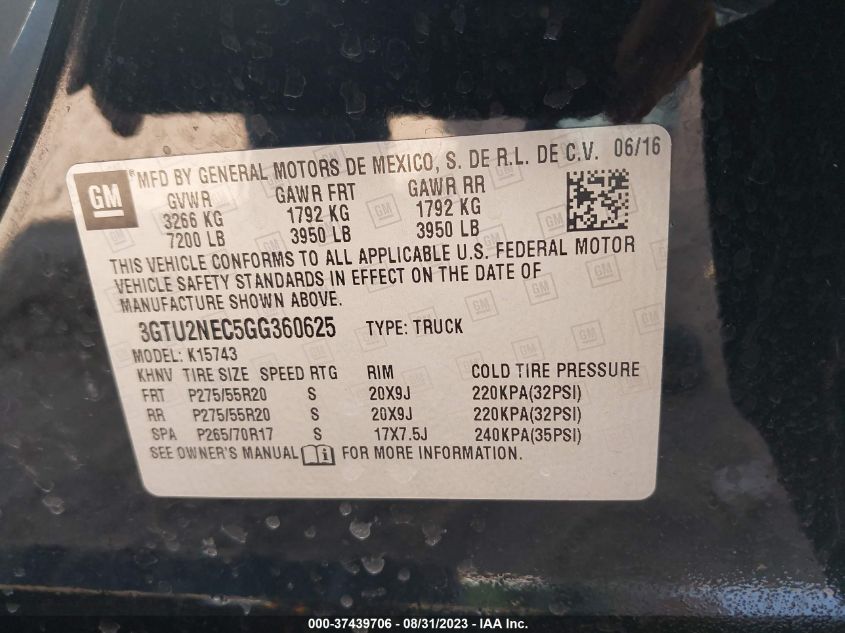 GM ® MFD BY GENERAL MOTORS DE MEXICO, S. DE R.L. DE C.V. 06/16
GVWR GAWR FRT GAWR RR
3266 KG 1792 KG 1792 KG
7200 LB 3950 LB 3950 LB
THIS VEHICLE CONFORMS TO ALL APPLICABLE U.S. FEDERAL MOTOR
VEHICLE SAFETY STANDARDS IN EFFECT ON THE DATE OF
MANUFACTURE SHOWN ABOVE.
3GTU2NEC5GG360625 TYPE: TRUCK
MODEL: K15743
KHNV TIRE SIZE SPEED RTG RIM COLD TIRE PRESSURE
FRT P275/55R20 S 20X9J 220KPA(32PSI)
RR P275/55R20 S 20X9J 220KPA(32PSI)
SPA P265/70R17 S 17X7.5J 240KPA(35PSI)
SEE OWNER'S MANUAL FOR MORE INFORMATION.
000-37439706 - 08/31/2023 - IAA Inc.